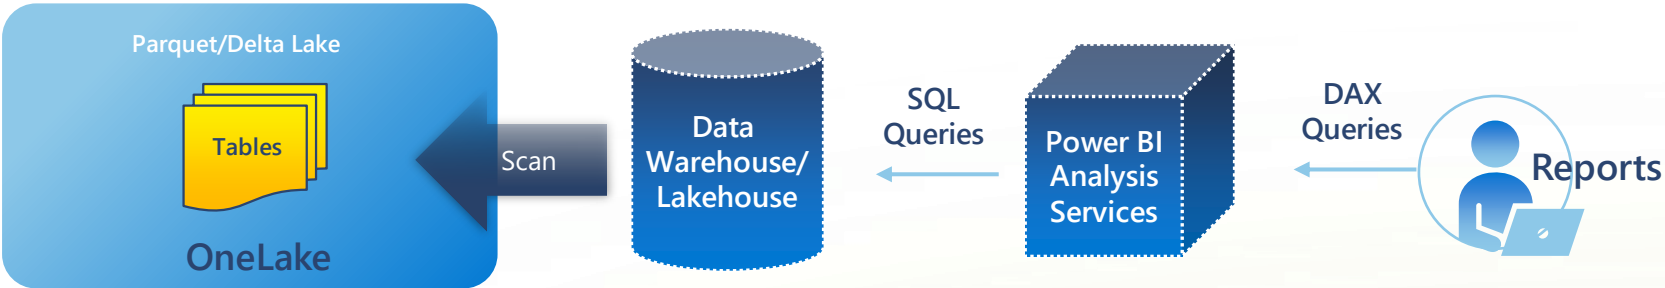 Parquet/Delta Lake
Tables
OneLake
Scan
Data
Warehouse/
Lakehouse
SQL
Queries
Power BI
Analysis
Services
DAX
Queries
Reports